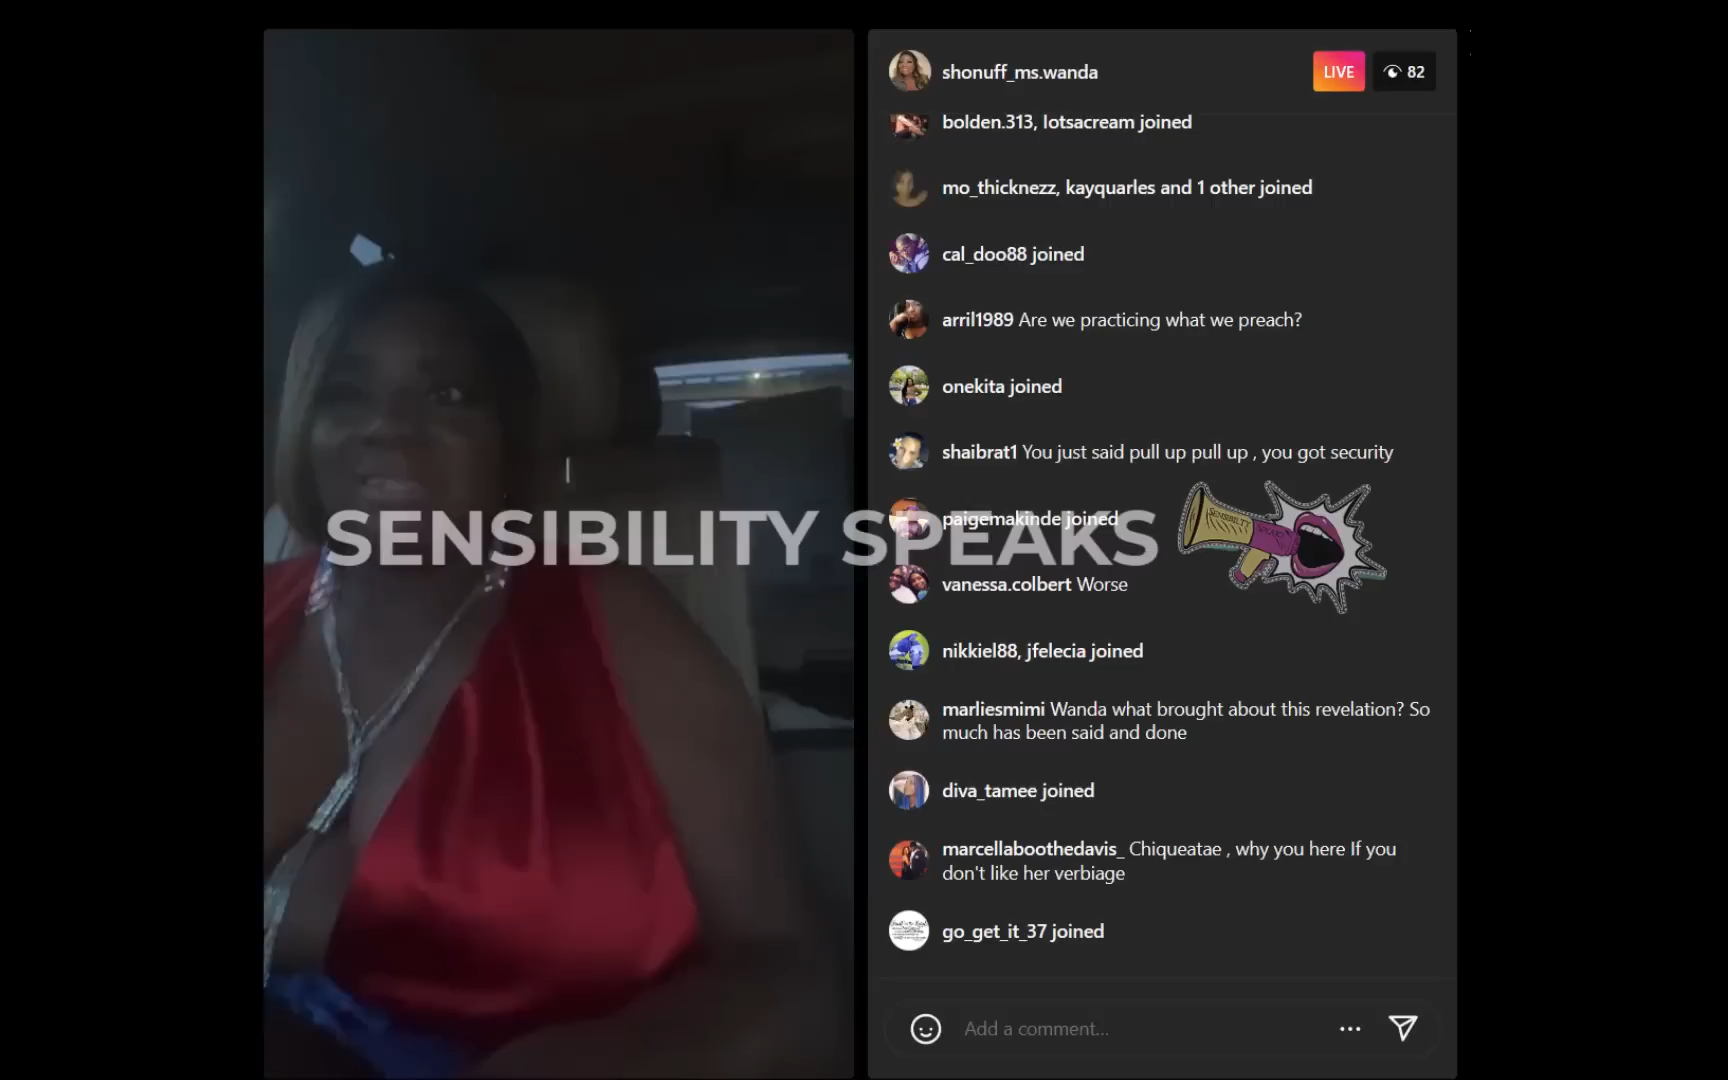 shonuff_ms.wanda
LIVE
82
bolden.313, lotsacream joined
mo_thicknezz, kayquarles and 1 other joined
cal_doo88 joined
arril1989 Are we practicing what we preach?
onekita joined
shaibrat1 You just said pull up pull up , you got security
paigemakinde joined
SENSIBILITY SPEAKS
SENSIBILTY
vanessa.colbert Worse
nikkiel88, jfelecia joined
marliesmimi Wanda what brought about this revelation? So
much has been said and done
diva_tamee joined
marcellaboothedavis_ Chiqueatae , why you here If you
don't like her verbiage
go_get_it_37 joined
Add a comment...